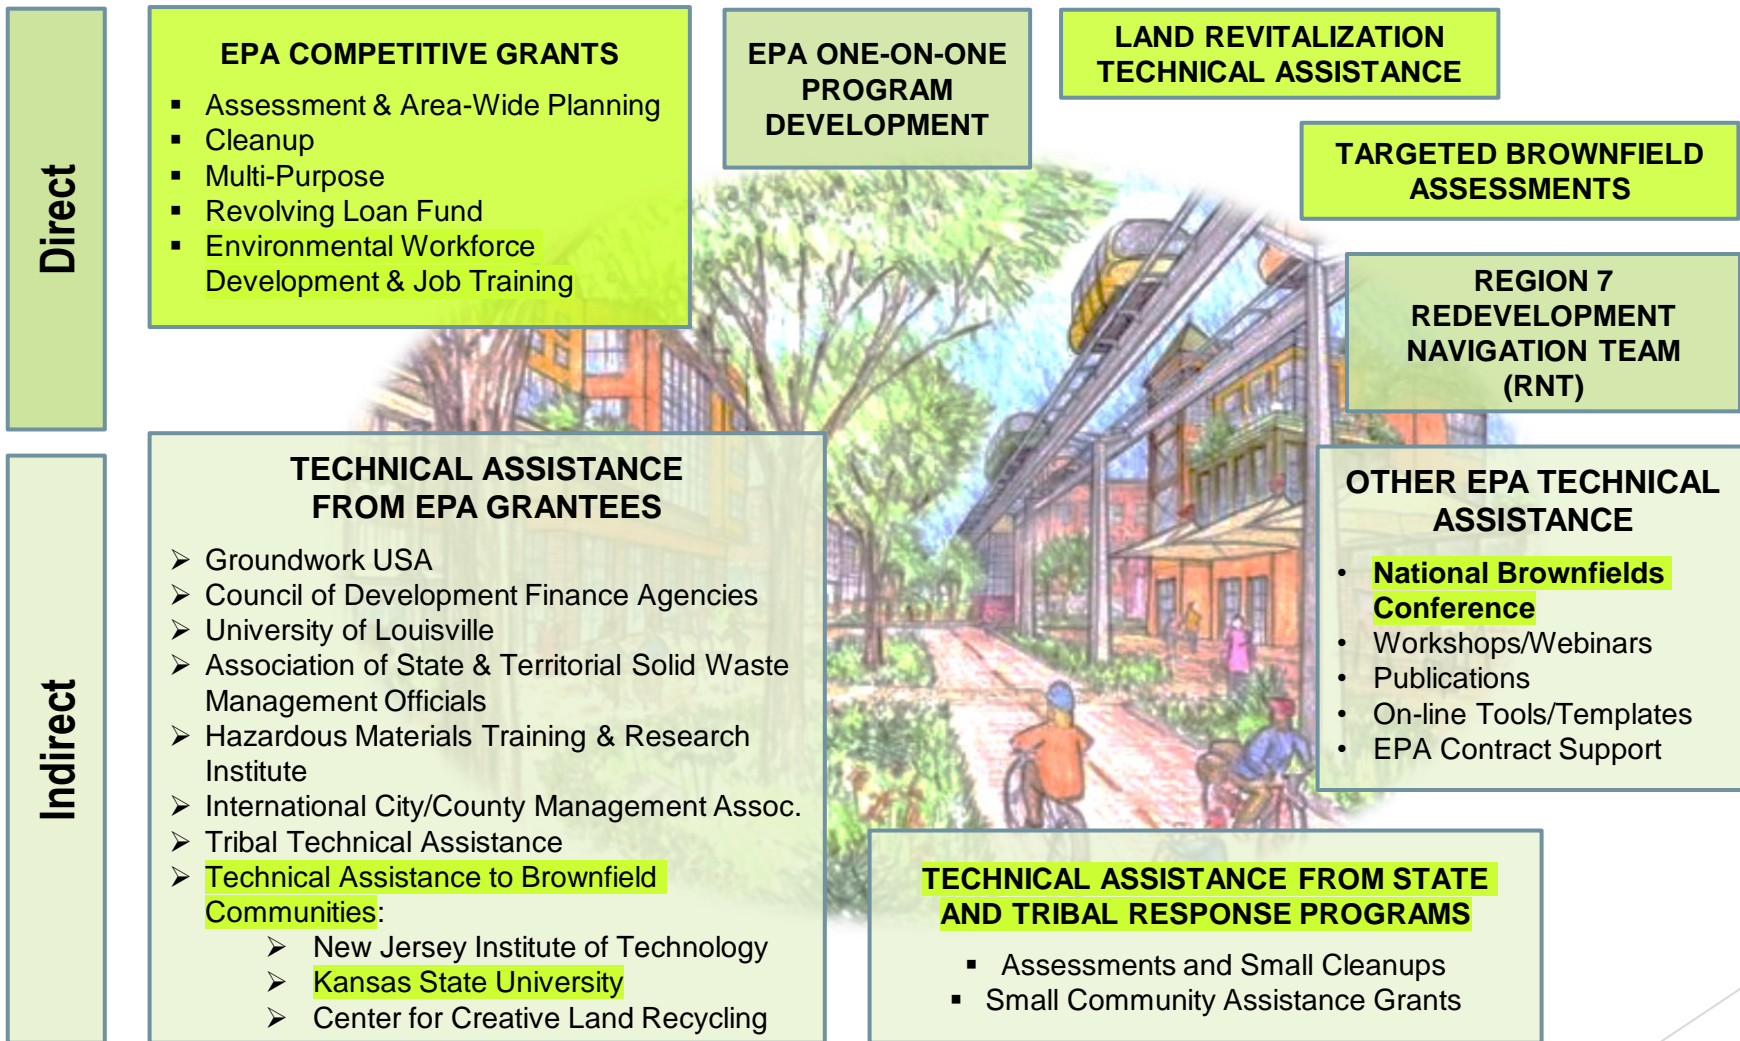 Direct
EPA COMPETITIVE GRANTS
▪ Assessment & Area-Wide Planning
▪ Cleanup
▪ Multi-Purpose
▪ Revolving Loan Fund
▪ Environmental Workforce
Development & Job Training
EPA ONE-ON-ONE
PROGRAM
DEVELOPMENT
LAND REVITALIZATION
TECHNICAL ASSISTANCE
TARGETED BROWNFIELD
ASSESSMENTS
REGION 7
REDEVELOPMENT
NAVIGATION TEAM
(RNT)
Indirect
TECHNICAL ASSISTANCE
FROM EPA GRANTEES
➢ Groundwork USA
➢ Council of Development Finance Agencies
➢ University of Louisville
➢ Association of State & Territorial Solid Waste
Management Officials
➢ Hazardous Materials Training & Research
Institute
➢ International City/County Management Assoc.
➢ Tribal Technical Assistance
➢ Technical Assistance to Brownfield
Communities:
➢ New Jersey Institute of Technology
➢ Kansas State University
➢ Center for Creative Land Recycling
OTHER EPA TECHNICAL
ASSISTANCE
• National Brownfields
Conference
• Workshops/Webinars
• Publications
• On-line Tools/Templates
• EPA Contract Support
TECHNICAL ASSISTANCE FROM STATE
AND TRIBAL RESPONSE PROGRAMS
▪ Assessments and Small Cleanups
▪ Small Community Assistance Grants